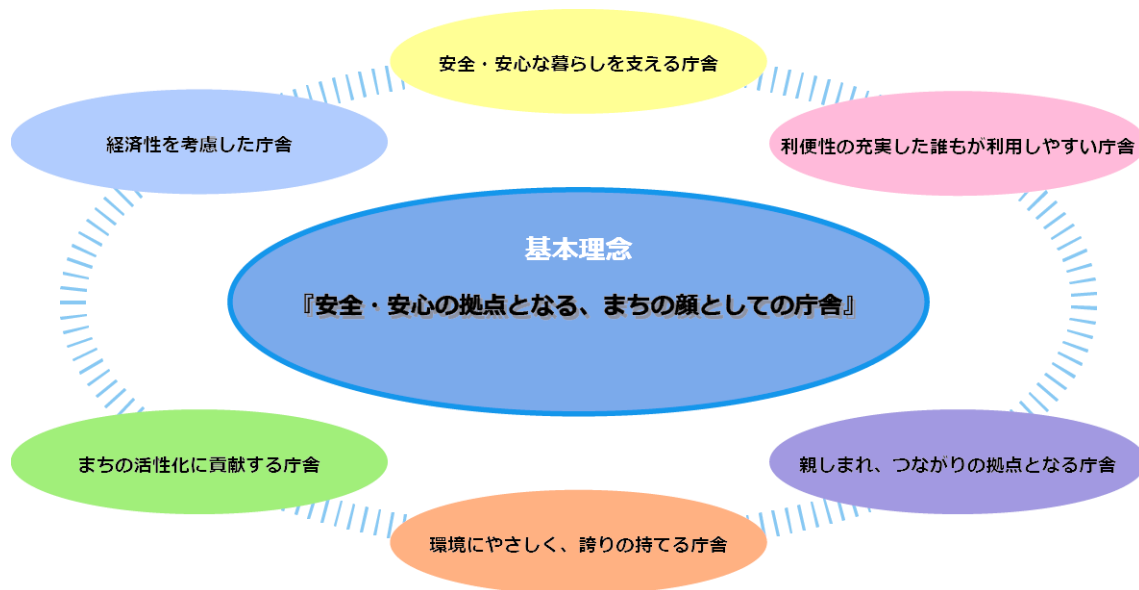 安全・安心な暮らしを支える庁舎
経済性を考慮した庁舎
利便性の充実した誰もが利用しやすい庁舎
基本理念
『安全・安心の拠点となる、まちの顔としての庁舎』
まちの活性化に貢献する庁舎
親しまれ、つながりの拠点となる庁舎
環境にやさしく、誇りの持てる庁舎